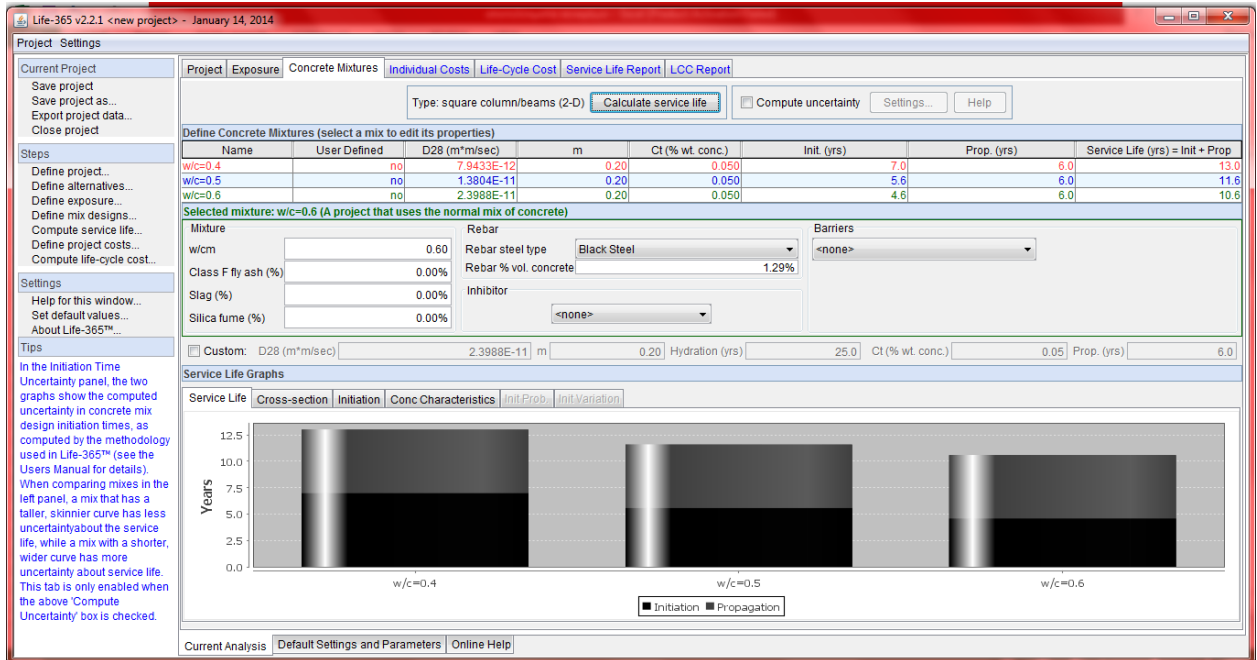 Life-365 v2.2.1 <new project> - January 14, 2014
Project Settings
Current Project
Save project
Save project as...
Export project data...
Close project
Steps
Define project...
Define alternatives...
Define exposure...
Define mix designs...
Compute service life...
Define project costs...
Compute life-cycle cost...
Settings
Help for this window...
Set default values...
About Life-365™...
Tips
In the Initiation Time
Uncertainty panel, the two
graphs show the computed
uncertainty in concrete mix
design initiation times, as
computed by the methodology
used in Life-365™ (see the
Users Manual for details).
When comparing mixes in the
left panel, a mix that has a
taller, skinnier curve has less
uncertaintyabout the service
life, while a mix with a shorter,
wider curve has more
uncertainty about service life.
This tab is only enabled when
the above 'Compute
Uncertainty' box is checked.
Project Exposure Concrete Mixtures Individual Costs Life-Cycle Cost Service Life Report LCC Report
Type: square column/beams (2-D) Calculate service life Compute uncertainty Settings... Help
Define Concrete Mixtures (select a mix to edit its properties)
Name User Defined D28 (m*m/sec) m Ct (% wt. conc.) Init. (yrs) Prop. (yrs) Service Life (yrs) = Init + Prop
w/c=0.4 no 7.9433E-12 0.20 0.050 7.0 6.0 13.0
w/c=0.5 no 1.3804E-11 0.20 0.050 5.6 6.0 11.6
w/c=0.6 no 2.3988E-11 0.20 0.050 4.6 6.0 10.6
Selected mixture: w/c=0.6 (A project that uses the normal mix of concrete)
Mixture Rebar Barriers
w/cm 0.60 Rebar steel type Black Steel <none>
Class F fly ash (%) 0.00% Rebar % vol. concrete 1.29%
Slag (%) 0.00% Inhibitor
Silica fume (%) 0.00% <none>
Custom: D28 (m*m/sec) 2.3988E-11 m 0.20 Hydration (yrs) 25.0 Ct (% wt. conc.) 0.05 Prop. (yrs) 6.0
Service Life Graphs
Service Life Cross-section Initiation Conc Characteristics Init Prob. Init Variation
Years
12.5
10.0
7.5
5.0
2.5
0.0
w/c=0.4 w/c=0.5 w/c=0.6
Initiation Propagation
Current Analysis Default Settings and Parameters Online Help